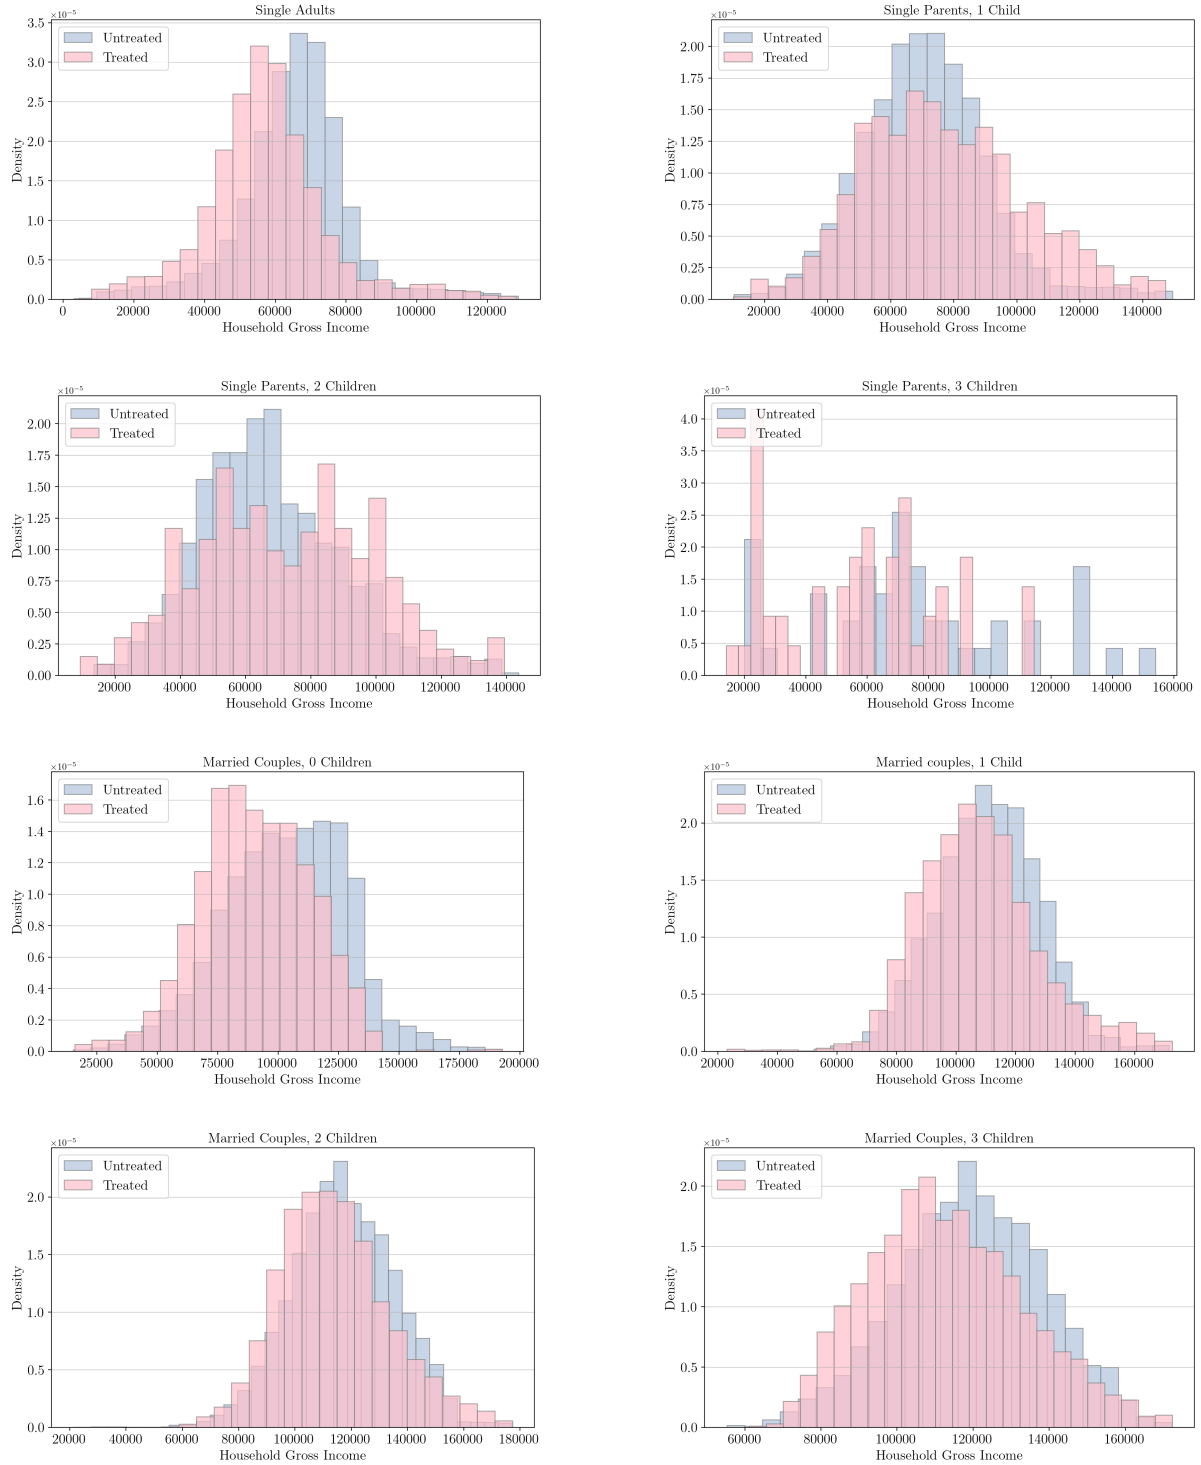 Single Adults
×10⁻⁵
3.5
3.0
2.5
2.0
1.5
1.0
0.5
0.0
Density
Untreated
Treated
0 20000 40000 60000 80000 100000 120000
Household Gross Income
Single Parents, 1 Child
×10⁻⁵
2.00
1.75
1.50
1.25
1.00
0.75
0.50
0.25
0.00
Density
Untreated
Treated
20000 40000 60000 80000 100000 120000 140000
Household Gross Income
Single Parents, 2 Children
×10⁻⁵
2.00
1.75
1.50
1.25
1.00
0.75
0.50
0.25
0.00
Density
Untreated
Treated
20000 40000 60000 80000 100000 120000 140000
Household Gross Income
Single Parents, 3 Children
×10⁻⁵
4.0
3.5
3.0
2.5
2.0
1.5
1.0
0.5
0.0
Density
Untreated
Treated
20000 40000 60000 80000 100000 120000 140000 160000
Household Gross Income
Married Couples, 0 Children
×10⁻⁵
1.6
1.4
1.2
1.0
0.8
0.6
0.4
0.2
0.0
Density
Untreated
Treated
25000 50000 75000 100000 125000 150000 175000 200000
Household Gross Income
Married couples, 1 Child
×10⁻⁵
2.0
1.5
1.0
0.5
0.0
Density
Untreated
Treated
20000 40000 60000 80000 100000 120000 140000 160000
Household Gross Income
Married Couples, 2 Children
×10⁻⁵
2.0
1.5
1.0
0.5
0.0
Density
Untreated
Treated
20000 40000 60000 80000 100000 120000 140000 160000 180000
Household Gross Income
Married Couples, 3 Children
×10⁻⁵
2.0
1.5
1.0
0.5
0.0
Density
Untreated
Treated
60000 80000 100000 120000 140000 160000
Household Gross Income